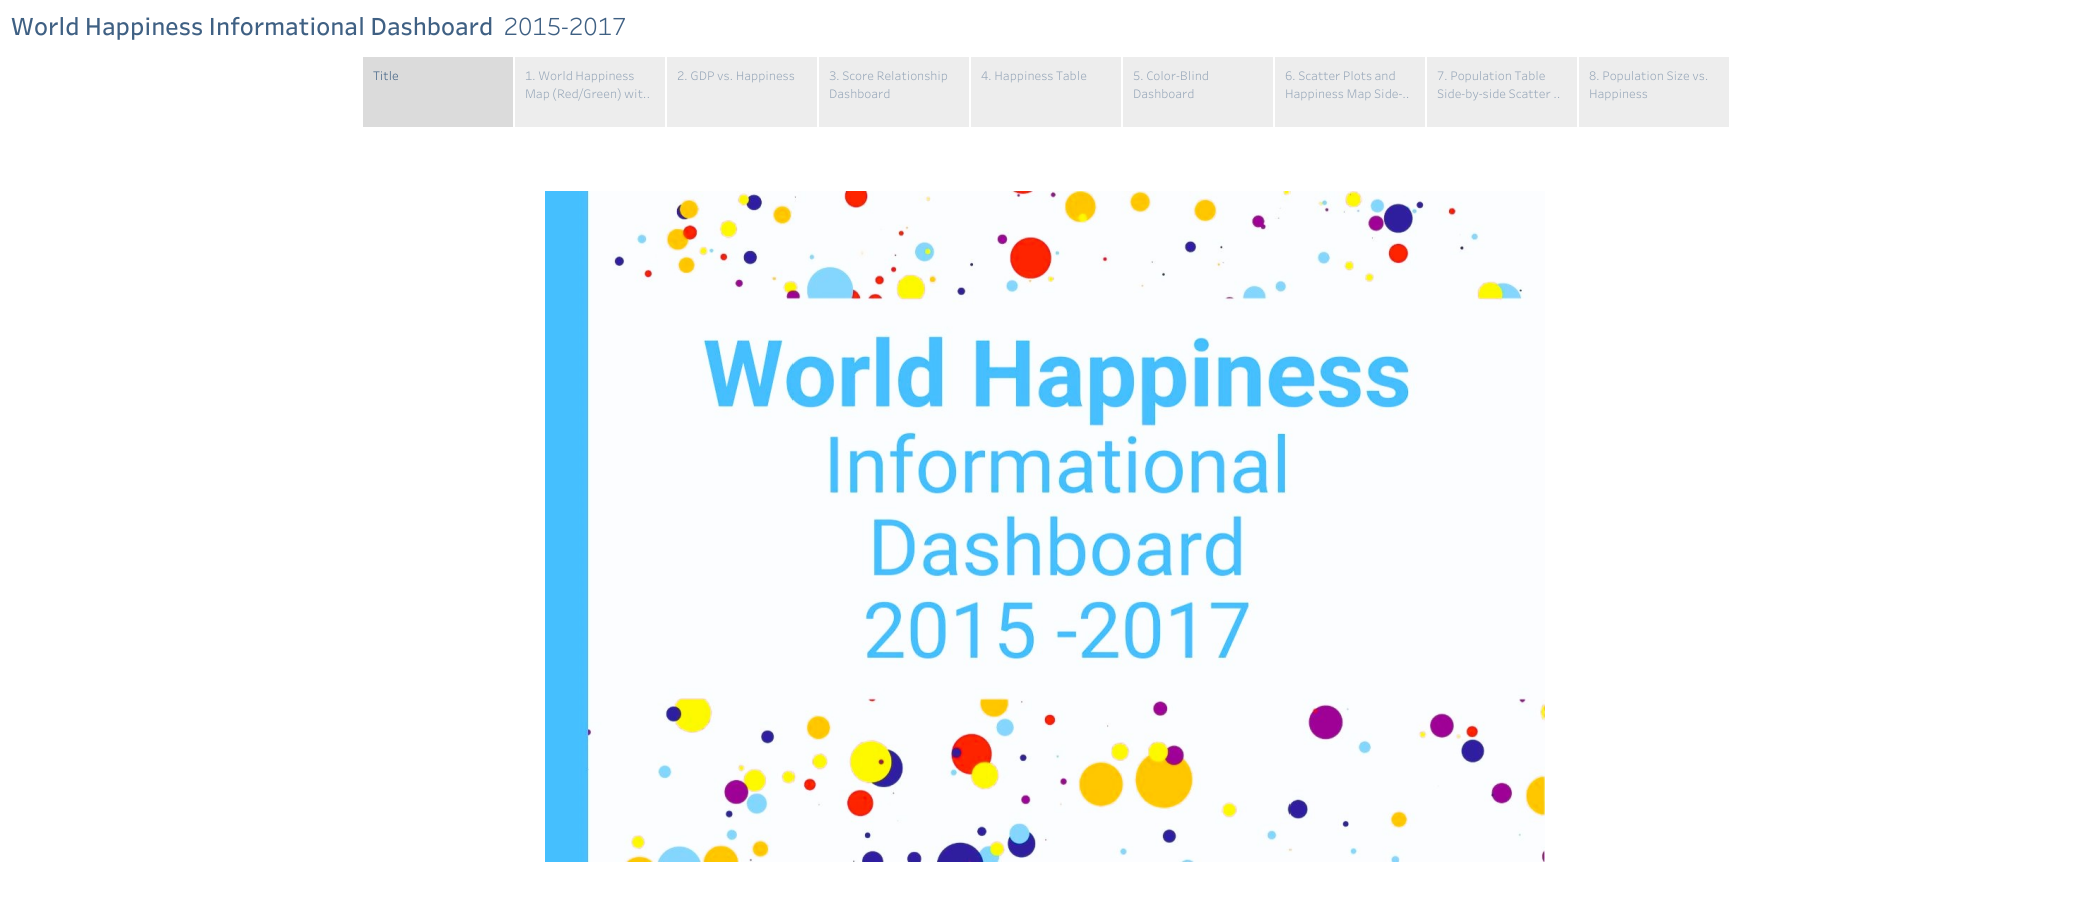 World Happiness Informational Dashboard 2015-2017
Title
1. World Happiness
Map (Red/Green) wit..
2. GDP vs. Happiness
3. Score Relationship
Dashboard
4. Happiness Table
5. Color-Blind
Dashboard
6. Scatter Plots and
Happiness Map Side-..
7. Population Table
Side-by-side Scatter ..
8. Population Size vs.
Happiness
World Happiness
Informational
Dashboard
2015 -2017